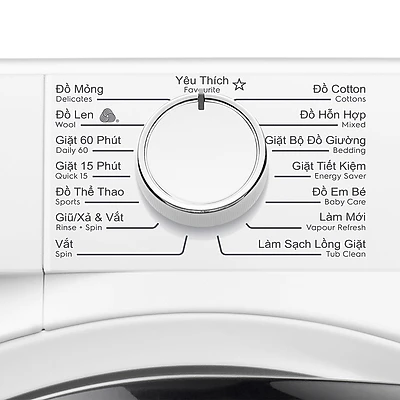 Yêu Thích
Favourite
Đồ Mỏng
Delicates
Đồ Len
Wool
Giặt 60 Phút
Daily 60
Giặt 15 Phút
Quick 15
Đồ Thể Thao
Sports
Giũ/Xả & Vắt
Rinse • Spin
Vắt
Spin
Đồ Cotton
Cottons
Đồ Hỗn Hợp
Mixed
Giặt Bộ Đồ Giường
Bedding
Giặt Tiết Kiệm
Energy Saver
Đồ Em Bé
Baby Care
Làm Mới
Vapour Refresh
Làm Sạch Lồng Giặt
Tub Clean